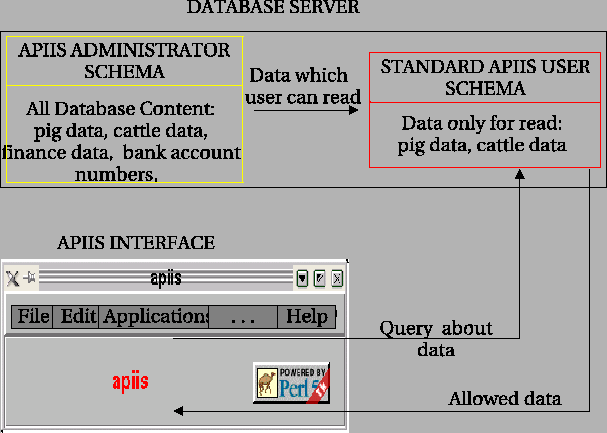 DATABASE SERVER
APIIS ADMINISTRATOR
SCHEMA
All Database Content:
pig data, cattle data,
finance data, bank account
numbers.
Data which
user can read
STANDARD APIIS USER
SCHEMA
Data only for read:
pig data, cattle data
APIIS INTERFACE
apiis
File Edit Applications ... Help
apiis
POWERED BY
Perl 5
Query about
data
Allowed data